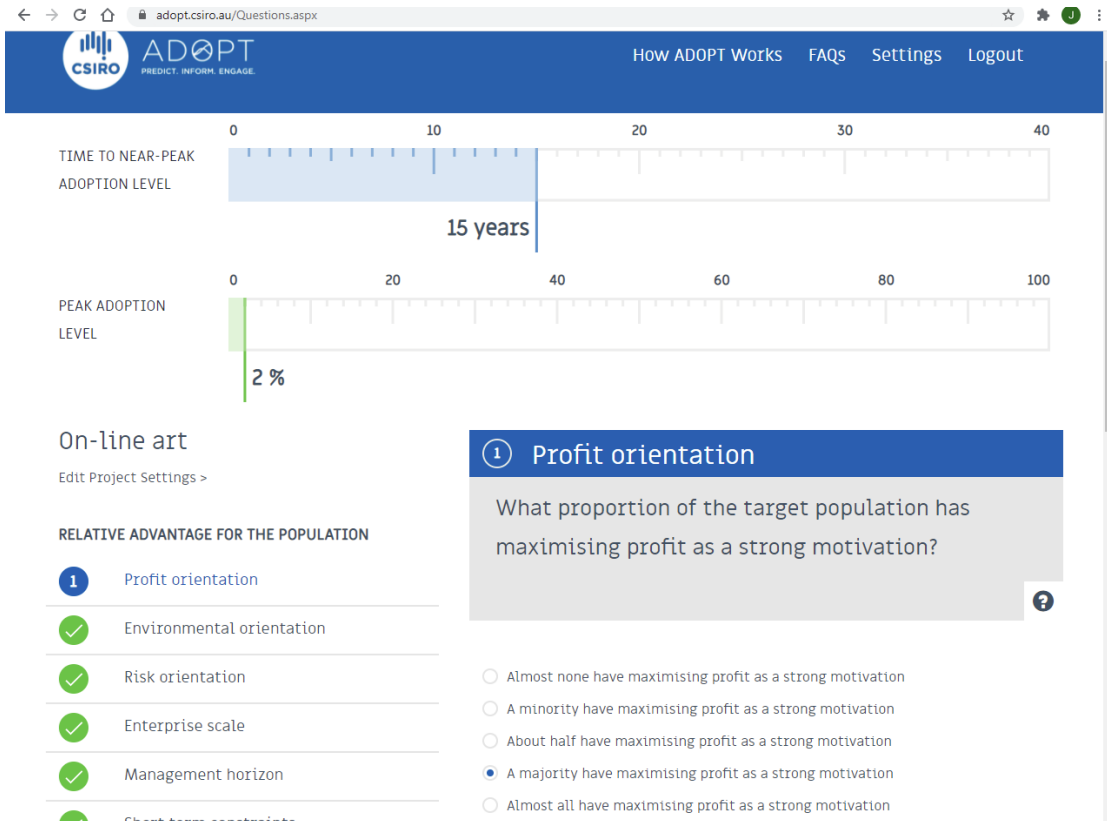 adopt.csiro.au/Questions.aspx
J
CSIRO
ADOPT
PREDICT. INFORM. ENGAGE.
How ADOPT Works FAQs Settings Logout
0 10 20 30 40
TIME TO NEAR-PEAK
ADOPTION LEVEL
15 years
0 20 40 60 80 100
PEAK ADOPTION
LEVEL
2 %
On-line art
Edit Project Settings >
RELATIVE ADVANTAGE FOR THE POPULATION
1 Profit orientation
Environmental orientation
Risk orientation
Enterprise scale
Management horizon
1 Profit orientation
What proportion of the target population has
maximising profit as a strong motivation?
?
Almost none have maximising profit as a strong motivation
A minority have maximising profit as a strong motivation
About half have maximising profit as a strong motivation
A majority have maximising profit as a strong motivation
Almost all have maximising profit as a strong motivation